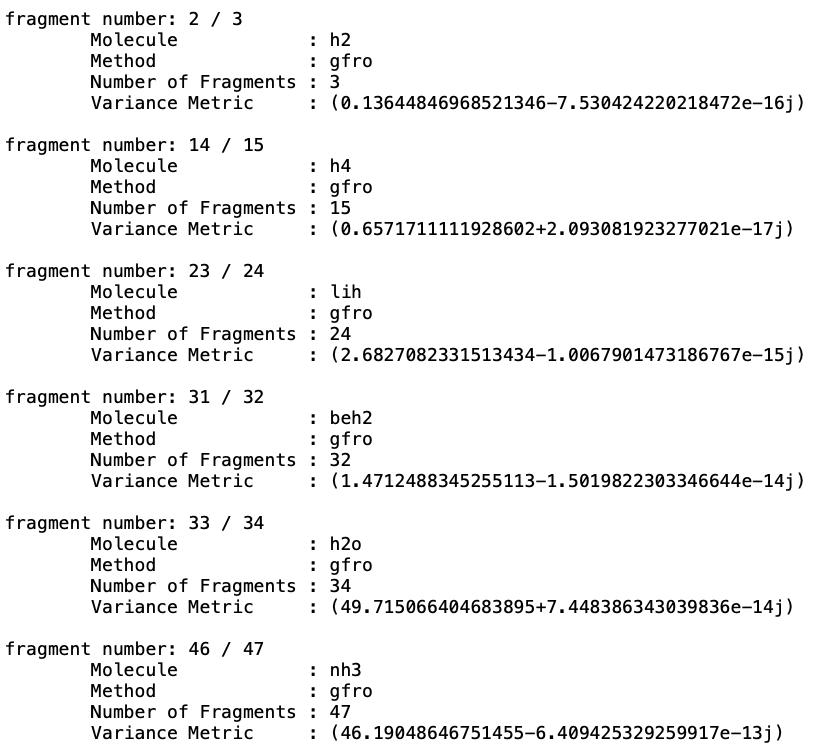 fragment number: 2 / 3
Molecule : h2
Method : gfro
Number of Fragments : 3
Variance Metric : (0.13644846968521346-7.530424220218472e-16j)
fragment number: 14 / 15
Molecule : h4
Method : gfro
Number of Fragments : 15
Variance Metric : (0.6571711111928602+2.093081923277021e-17j)
fragment number: 23 / 24
Molecule : lih
Method : gfro
Number of Fragments : 24
Variance Metric : (2.6827082331513434-1.0067901473186767e-15j)
fragment number: 31 / 32
Molecule : beh2
Method : gfro
Number of Fragments : 32
Variance Metric : (1.4712488345255113-1.5019822303346644e-14j)
fragment number: 33 / 34
Molecule : h2o
Method : gfro
Number of Fragments : 34
Variance Metric : (49.715066404683895+7.448386343039836e-14j)
fragment number: 46 / 47
Molecule : nh3
Method : gfro
Number of Fragments : 47
Variance Metric : (46.19048646751455-6.409425329259917e-13j)